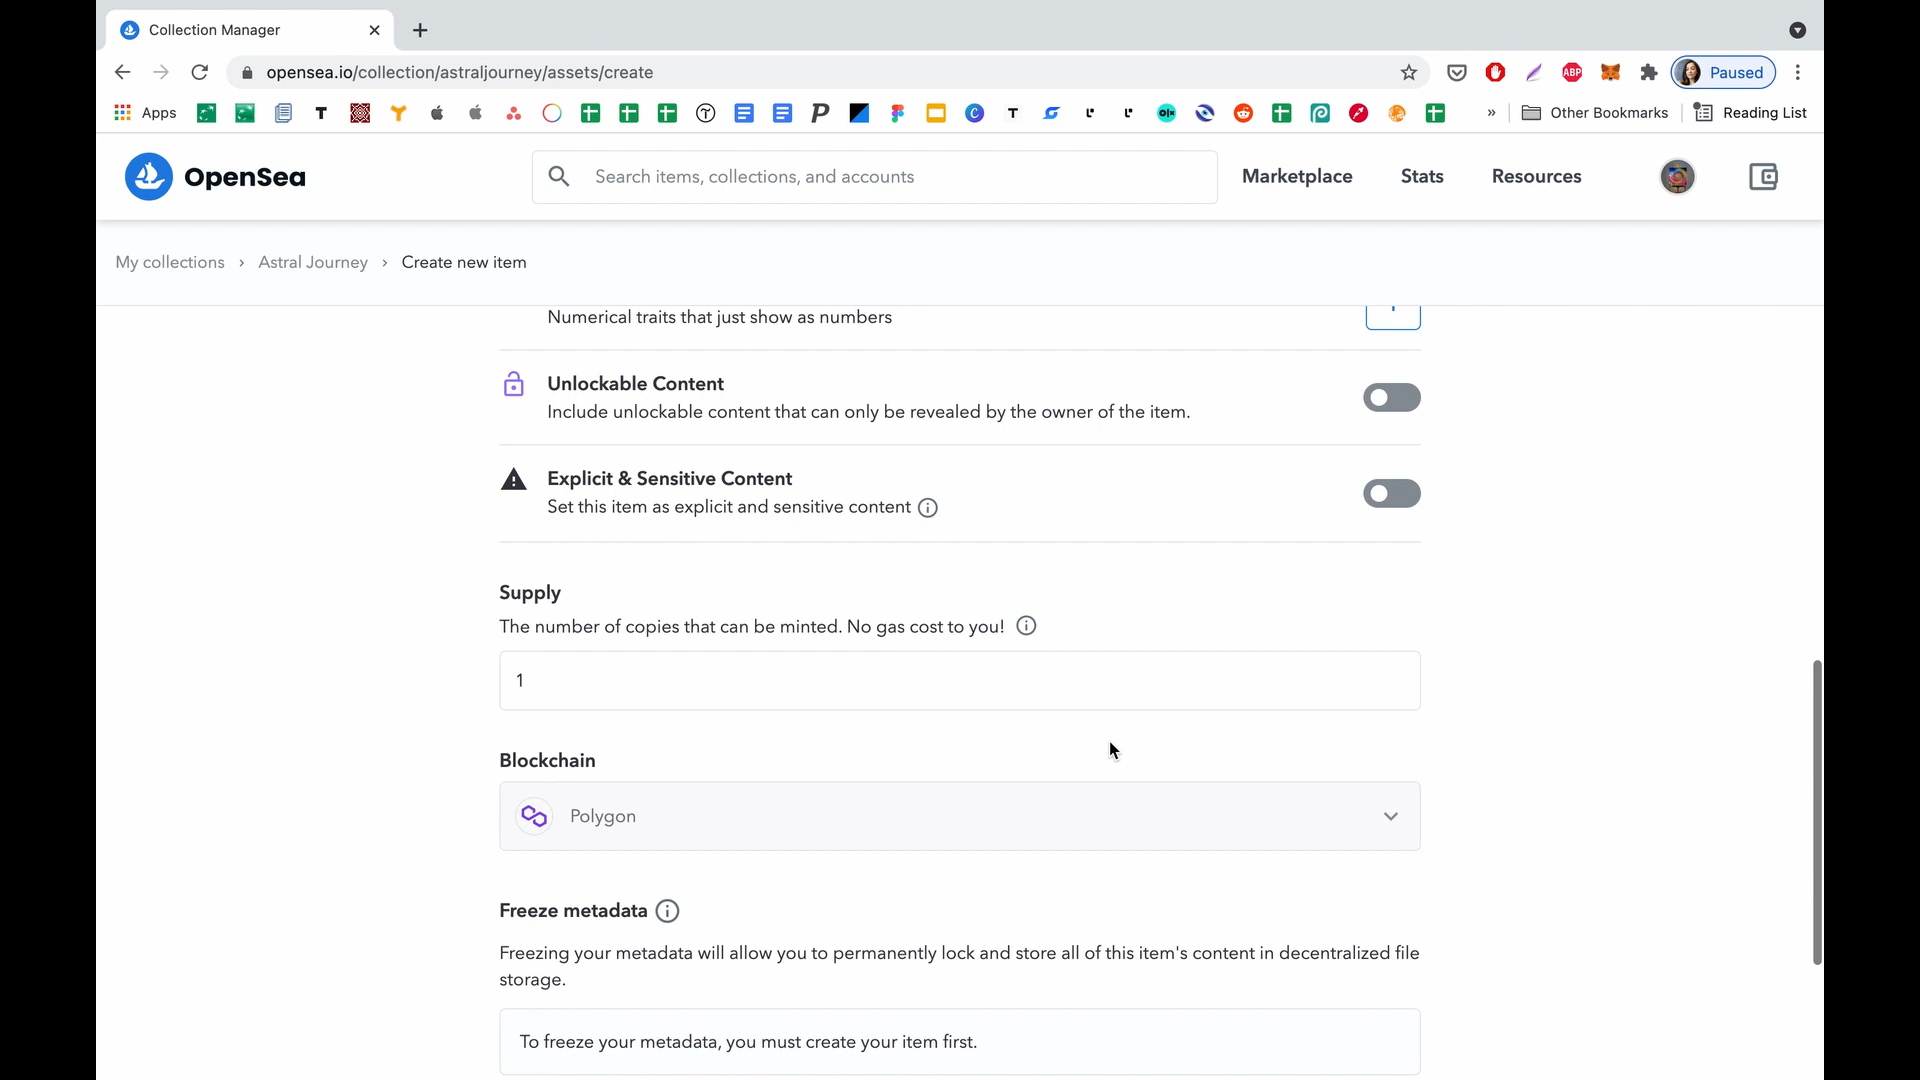 Collection Manager
opensea.io/collection/astraljourney/assets/create
Paused
Apps
Other Bookmarks
Reading List
OpenSea
Search items, collections, and accounts
Marketplace
Stats
Resources
My collections › Astral Journey › Create new item
Numerical traits that just show as numbers
Unlockable Content
Include unlockable content that can only be revealed by the owner of the item.
Explicit & Sensitive Content
Set this item as explicit and sensitive content
Supply
The number of copies that can be minted. No gas cost to you!
1
Blockchain
Polygon
Freeze metadata
Freezing your metadata will allow you to permanently lock and store all of this item's content in decentralized file
storage.
To freeze your metadata, you must create your item first.